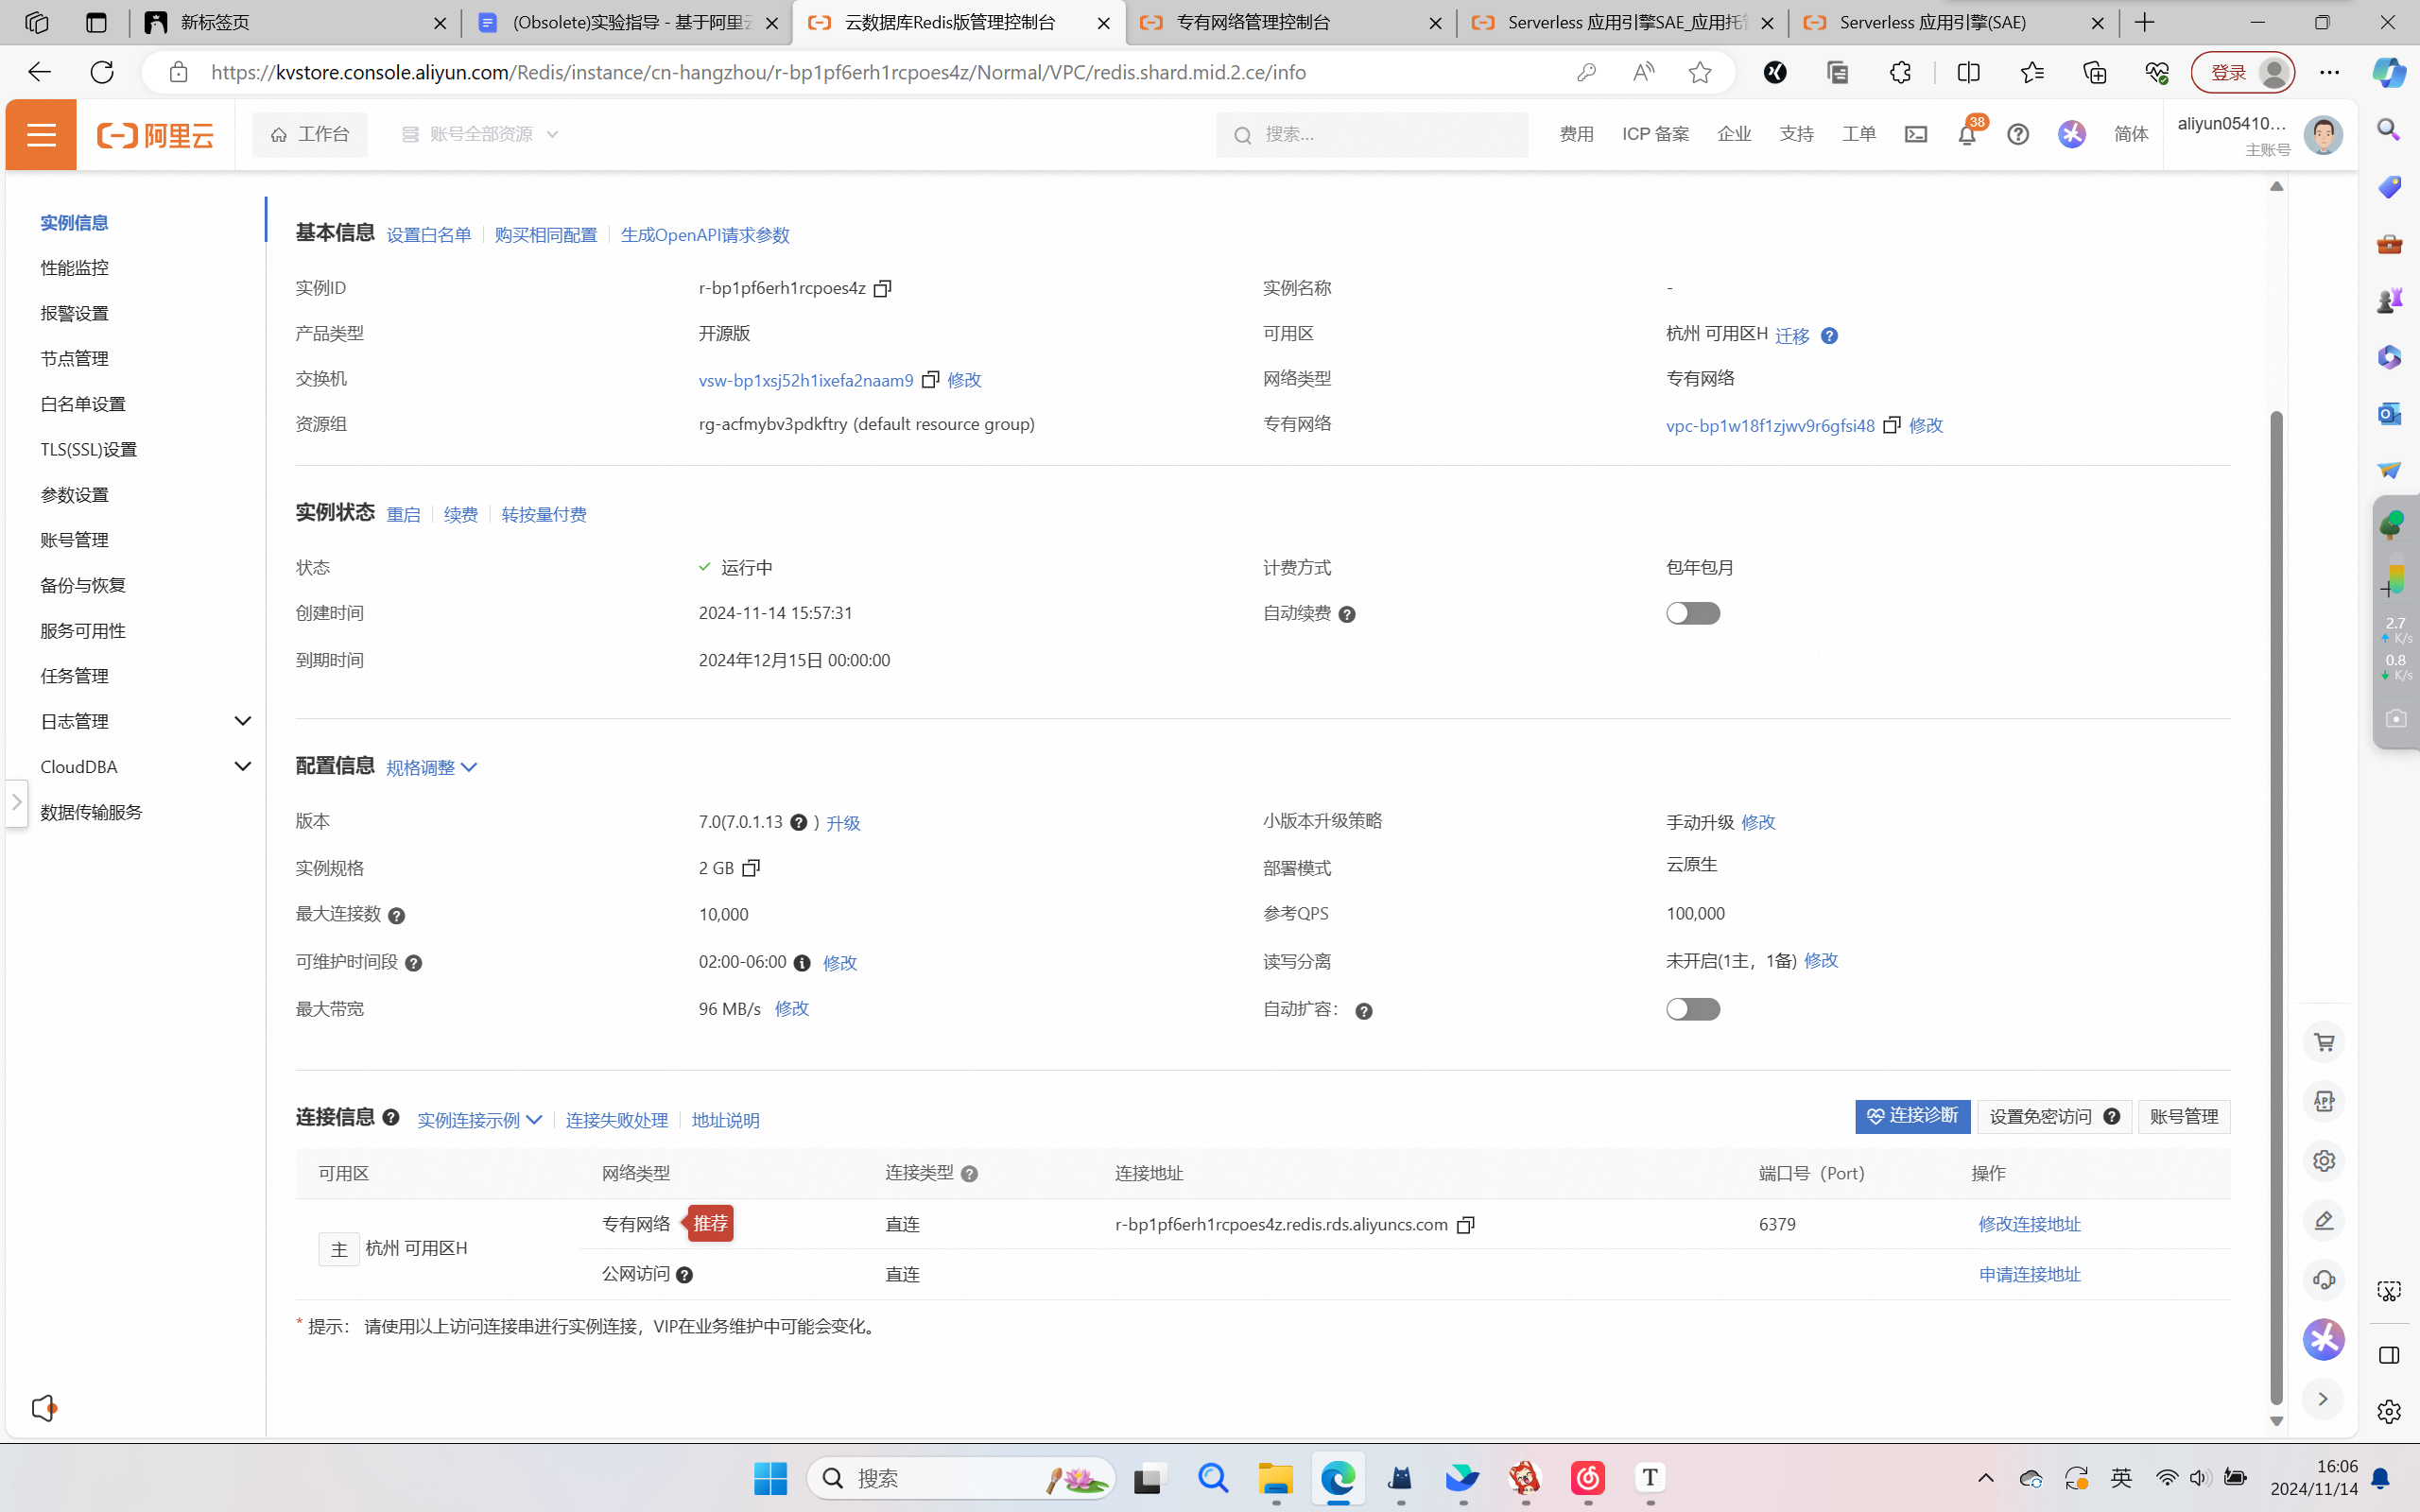 新标签页
(Obsolete)实验指导 - 基于阿里云
云数据库Redis版管理控制台
专有网络管理控制台
Serverless 应用引擎SAE_应用托管
Serverless 应用引擎(SAE)
https://kvstore.console.aliyun.com/Redis/instance/cn-hangzhou/r-bp1pf6erh1rcpoes4z/Normal/VPC/redis.shard.mid.2.ce/info
登录
阿里云
工作台
账号全部资源
搜索...
费用
ICP 备案
企业
支持
工单
38
简体
aliyun05410...
主账号
实例信息
性能监控
报警设置
节点管理
白名单设置
TLS(SSL)设置
参数设置
账号管理
备份与恢复
服务可用性
任务管理
日志管理
CloudDBA
数据传输服务
基本信息 设置白名单 购买相同配置 生成OpenAPI请求参数
实例ID r-bp1pf6erh1rcpoes4z 实例名称 -
产品类型 开源版 可用区 杭州 可用区H 迁移
交换机 vsw-bp1xsj52h1ixefa2naam9 修改 网络类型 专有网络
资源组 rg-acfmybv3pdkftry (default resource group) 专有网络 vpc-bp1w18f1zjwv9r6gfsi48 修改
实例状态 重启 续费 转按量付费
状态 运行中 计费方式 包年包月
创建时间 2024-11-14 15:57:31 自动续费
到期时间 2024年12月15日 00:00:00
配置信息 规格调整
版本 7.0(7.0.1.13 ) 升级 小版本升级策略 手动升级 修改
实例规格 2 GB 部署模式 云原生
最大连接数 10,000 参考QPS 100,000
可维护时间段 02:00-06:00 修改 读写分离 未开启(1主，1备) 修改
最大带宽 96 MB/s 修改 自动扩容：
连接信息 实例连接示例 连接失败处理 地址说明 连接诊断 设置免密访问 账号管理
可用区 网络类型 连接类型 连接地址 端口号（Port） 操作
专有网络 推荐 直连 r-bp1pf6erh1rcpoes4z.redis.rds.aliyuncs.com 6379 修改连接地址
主 杭州 可用区H
公网访问 直连 申请连接地址
* 提示： 请使用以上访问连接串进行实例连接，VIP在业务维护中可能会变化。
2.7
K/s
0.8
K/s
APP
搜索
T
英
16:06
2024/11/14